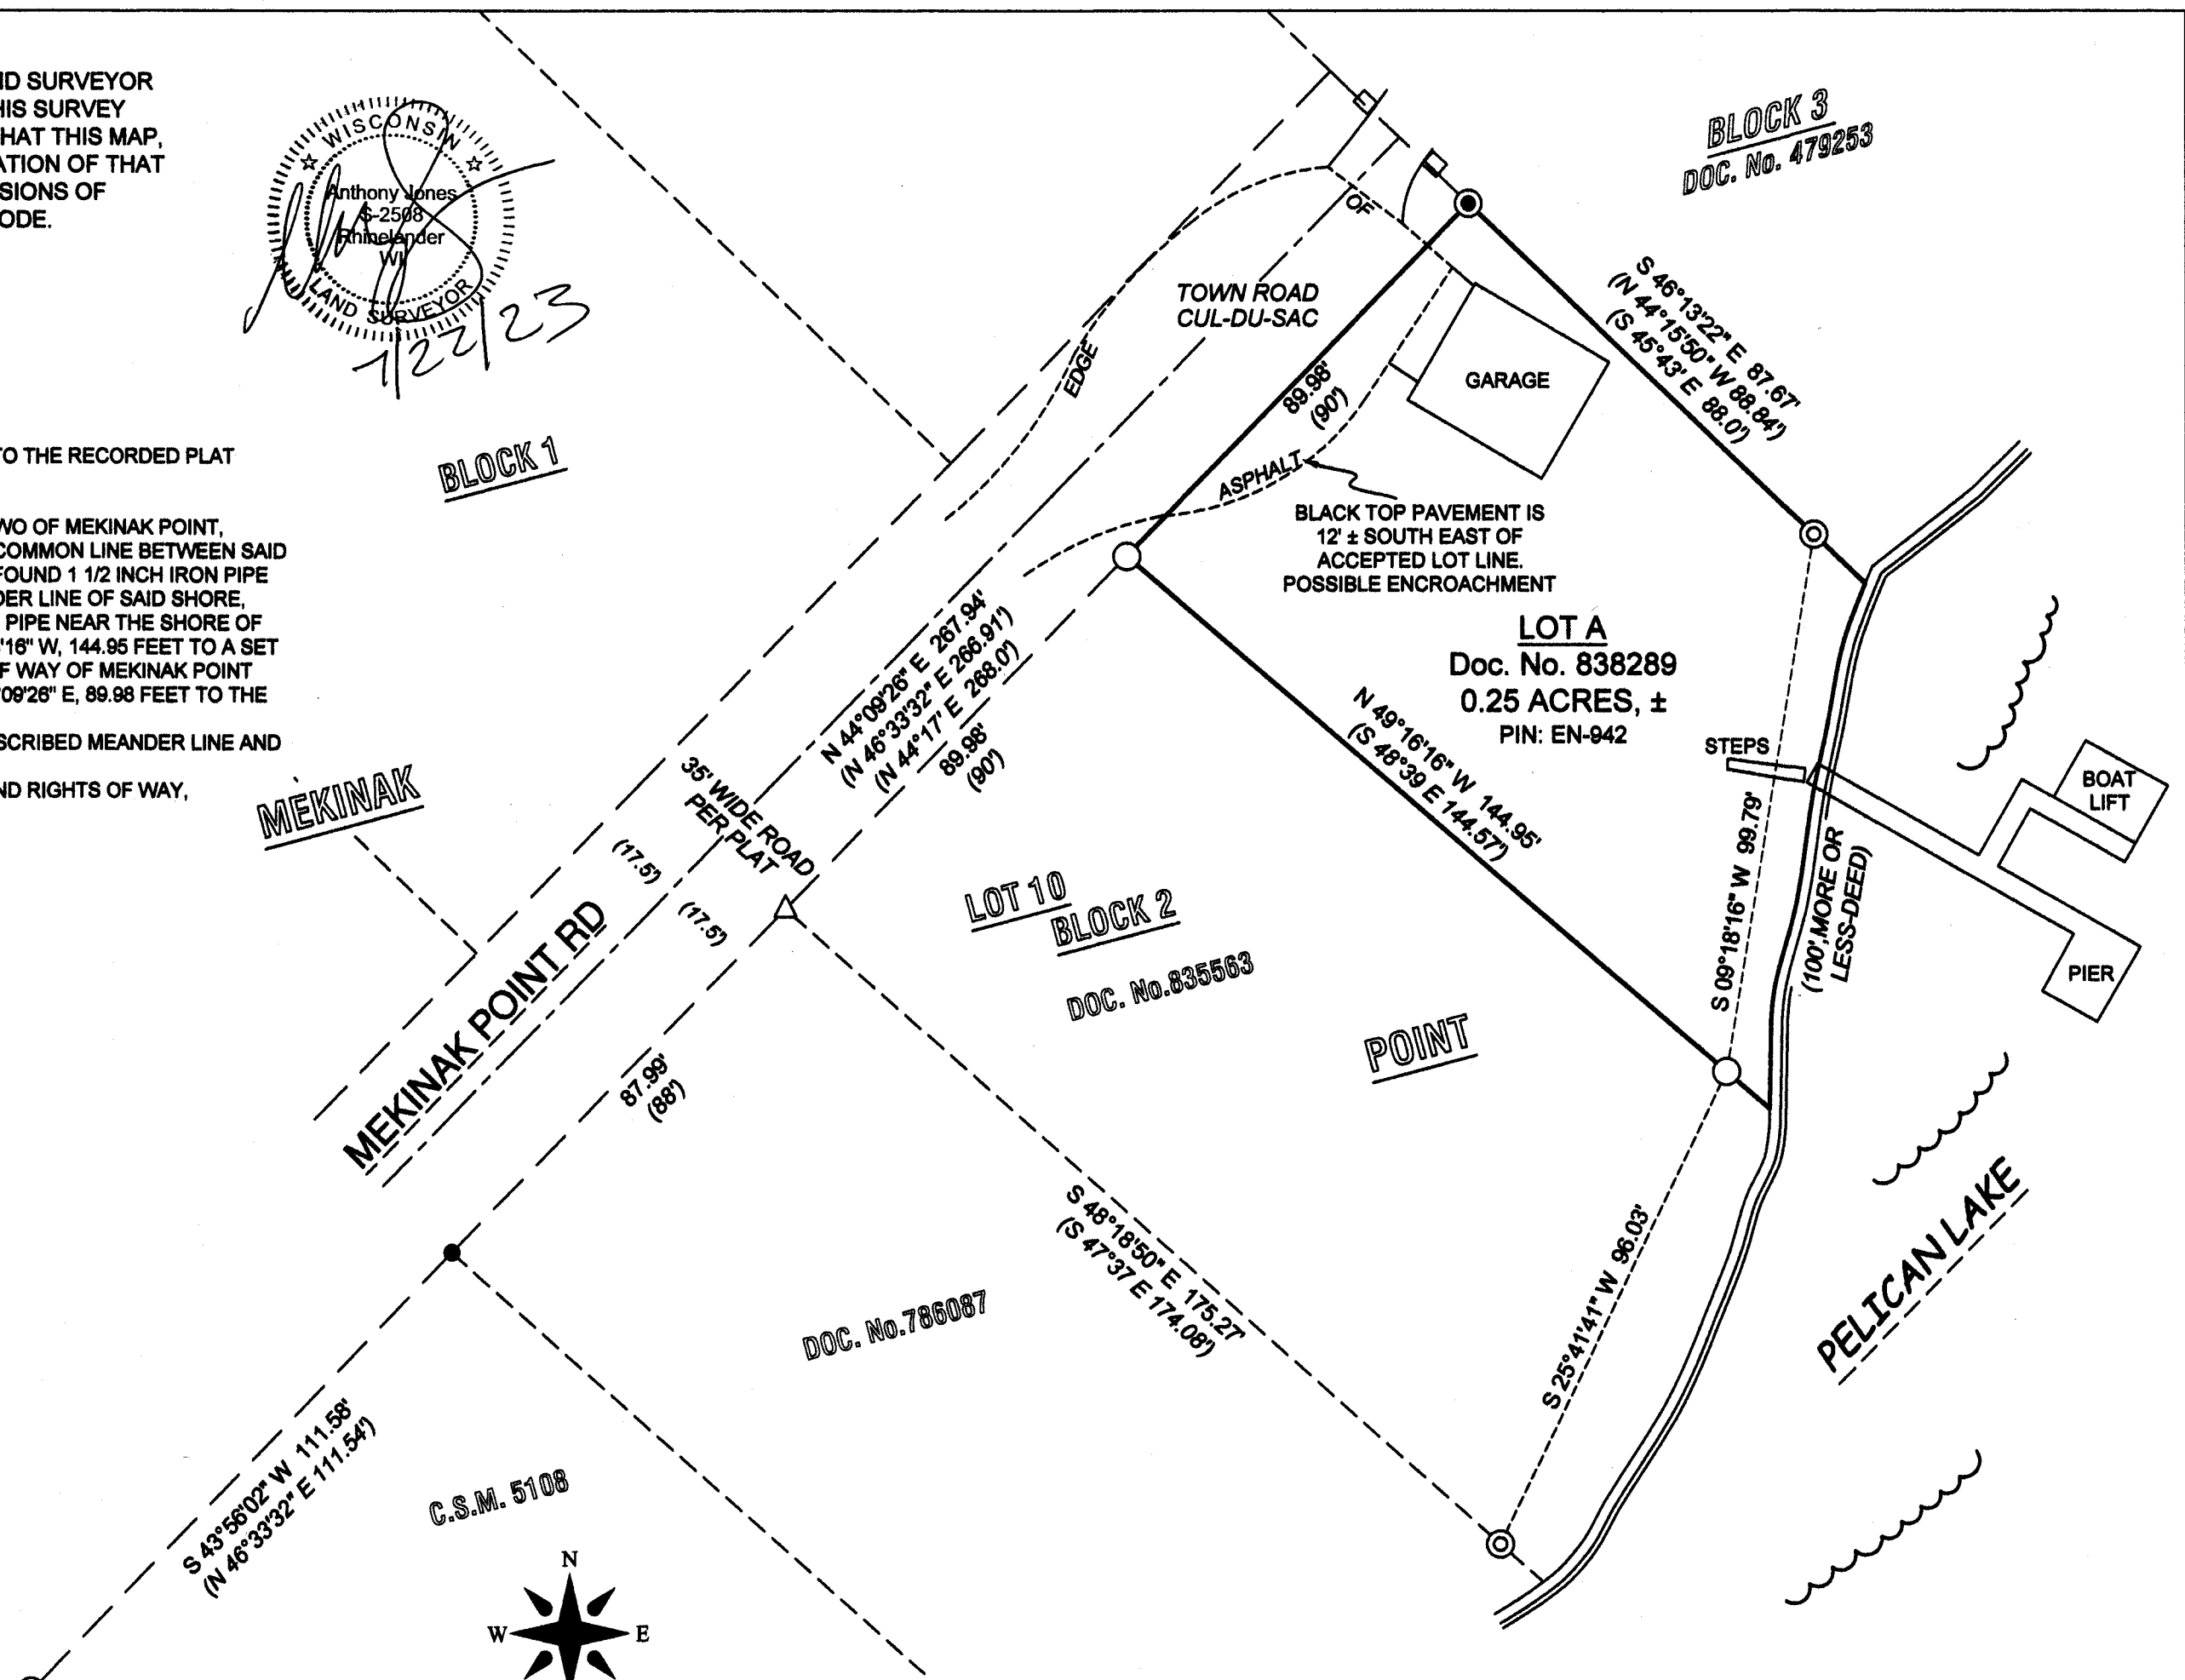 ND SURVEYOR
HIS SURVEY
HAT THIS MAP,
ATION OF THAT
SIONS OF
ODE.
WISCONSIN
Anthony Jones
S-2508
Rhinelander
WI
LAND SURVEYOR
1/22/23
TO THE RECORDED PLAT
WO OF MEKINAK POINT,
COMMON LINE BETWEEN SAID
FOUND 1 1/2 INCH IRON PIPE
DER LINE OF SAID SHORE,
PIPE NEAR THE SHORE OF
'16" W, 144.95 FEET TO A SET
F WAY OF MEKINAK POINT
'09'26" E, 89.98 FEET TO THE
SCRIBED MEANDER LINE AND
ND RIGHTS OF WAY,
BLOCK 3
DOC. No. 479253
OF
TOWN ROAD
CUL-DU-SAC
EDGE
S 46°13'22" E 87.67'
(N 44°15'50" W 88.84')
(S 45°43' E 88.0')
GARAGE
89.98'
(90')
ASPHALT
BLOCK 1
BLACK TOP PAVEMENT IS
12' ± SOUTH EAST OF
ACCEPTED LOT LINE.
POSSIBLE ENCROACHMENT
LOT A
Doc. No. 838289
0.25 ACRES, ±
PIN: EN-942
N 44°09'26" E 267.94'
(N 46°33'32" E 266.91')
(N 44°17' E 268.0')
89.98'
(90')
N 49°16'16" W 144.95'
(S 48°39 E 144.57')
STEPS
BOAT
LIFT
MEKINAK
35' WIDE ROAD
PER PLAT
(17.5')
(17.5')
S 09°18'16" W 99.79'
(100',MORE OR
LESS-DEED)
LOT 10
BLOCK 2
DOC. No.835563
PIER
MEKINAK POINT RD
POINT
87.99'
(88')
S 48°18'50" E 175.27'
(S 47°37 E 174.08')
S 25°41'41" W 96.03'
PELICAN LAKE
DOC. No.786087
S 43°56'02" W 111.58'
(N 46°33'32" E 111.54')
C.S.M. 5108
N
W E